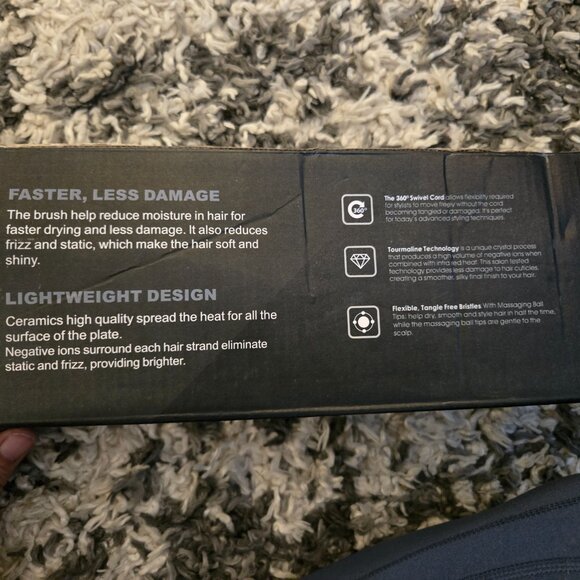 FASTER, LESS DAMAGE
The brush help reduce moisture in hair for
faster drying and less damage. It also reduces
frizz and static, which make the hair soft and
shiny.
LIGHTWEIGHT DESIGN
Ceramics high quality spread the heat for all the
surface of the plate.
Negative ions surround each hair strand eliminate
static and frizz, providing brighter.
360°
The 360° Swivel Cord allows flexibility required
for stylists to move freely without the cord
becoming tangled or damaged. It's perfect
for today's advanced styling techniques.
Tourmaline Technology is a unique crystal process
that produces a high volume of negative ions when
combined with infrared heat. This salon tested
technology provides less damage to hair cuticles,
creating a smoother, silky final finish to your hair.
Flexible, Tangle Free Bristles With Massaging Ball
Tips: help dry, smooth and style hair in half the time,
while the massaging ball tips are gentle to the
scalp.